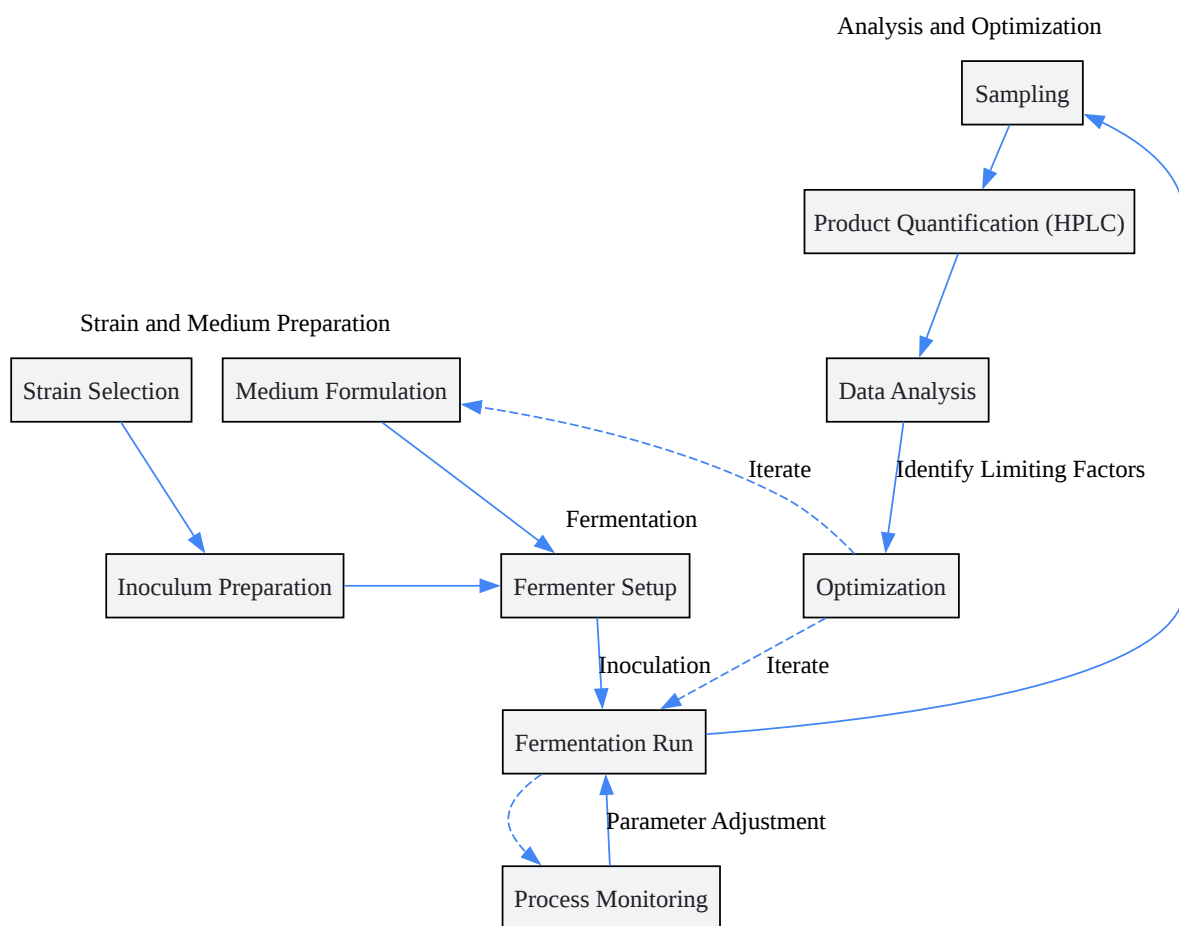 Analysis and Optimization
Sampling
Product Quantification (HPLC)
Strain and Medium Preparation
Strain Selection
Medium Formulation
Data Analysis
Iterate
Identify Limiting Factors
Fermentation
Inoculum Preparation
Fermenter Setup
Optimization
Inoculation
Iterate
Fermentation Run
Parameter Adjustment
Process Monitoring